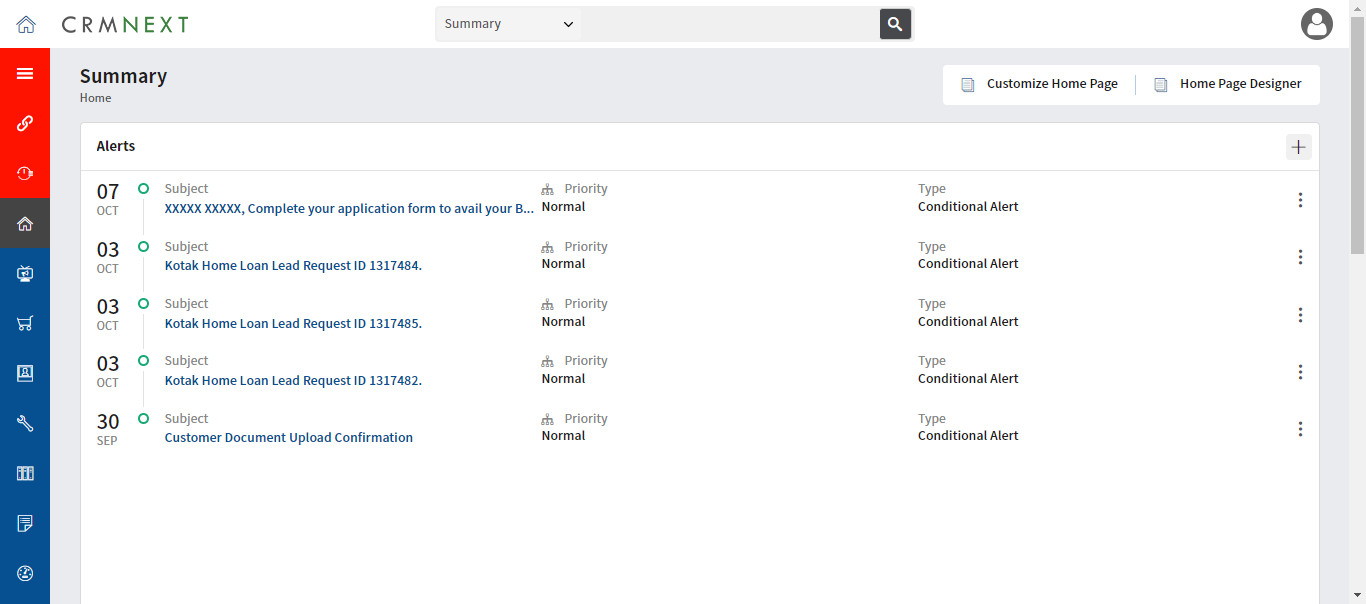 CRMNEXT
Summary
Summary
Home
Customize Home Page
Home Page Designer
Alerts
07 OCT
Subject
XXXXX XXXXX, Complete your application form to avail your B...
Priority
Normal
Type
Conditional Alert
03 OCT
Subject
Kotak Home Loan Lead Request ID 1317484.
Priority
Normal
Type
Conditional Alert
03 OCT
Subject
Kotak Home Loan Lead Request ID 1317485.
Priority
Normal
Type
Conditional Alert
03 OCT
Subject
Kotak Home Loan Lead Request ID 1317482.
Priority
Normal
Type
Conditional Alert
30 SEP
Subject
Customer Document Upload Confirmation
Priority
Normal
Type
Conditional Alert